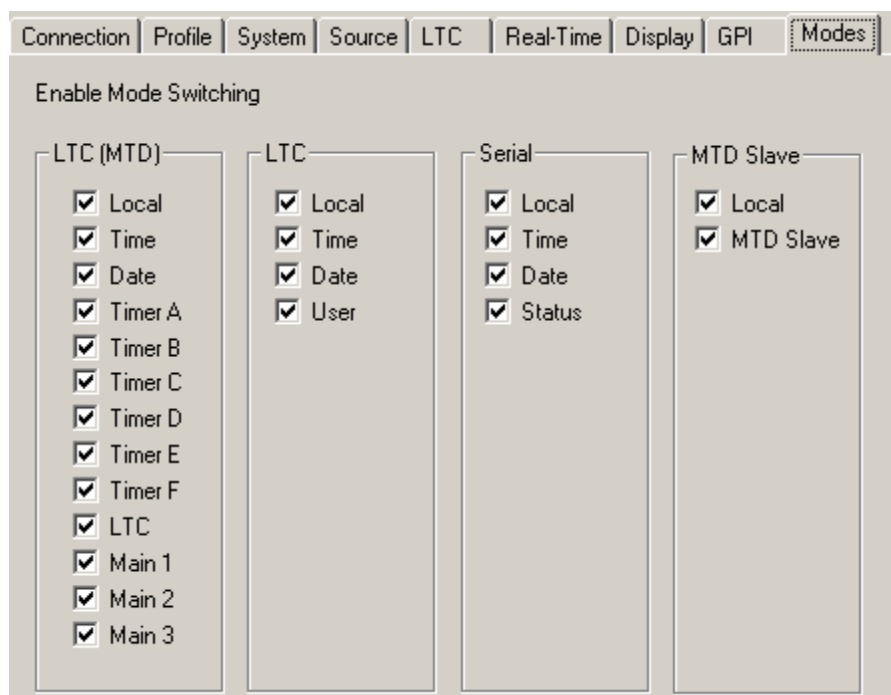 Connection Profile System Source LTC Real-Time Display GPI Modes
Enable Mode Switching
LTC (MTD)
Local
Time
Date
Timer A
Timer B
Timer C
Timer D
Timer E
Timer F
LTC
Main 1
Main 2
Main 3
LTC
Local
Time
Date
User
Serial
Local
Time
Date
Status
MTD Slave
Local
MTD Slave